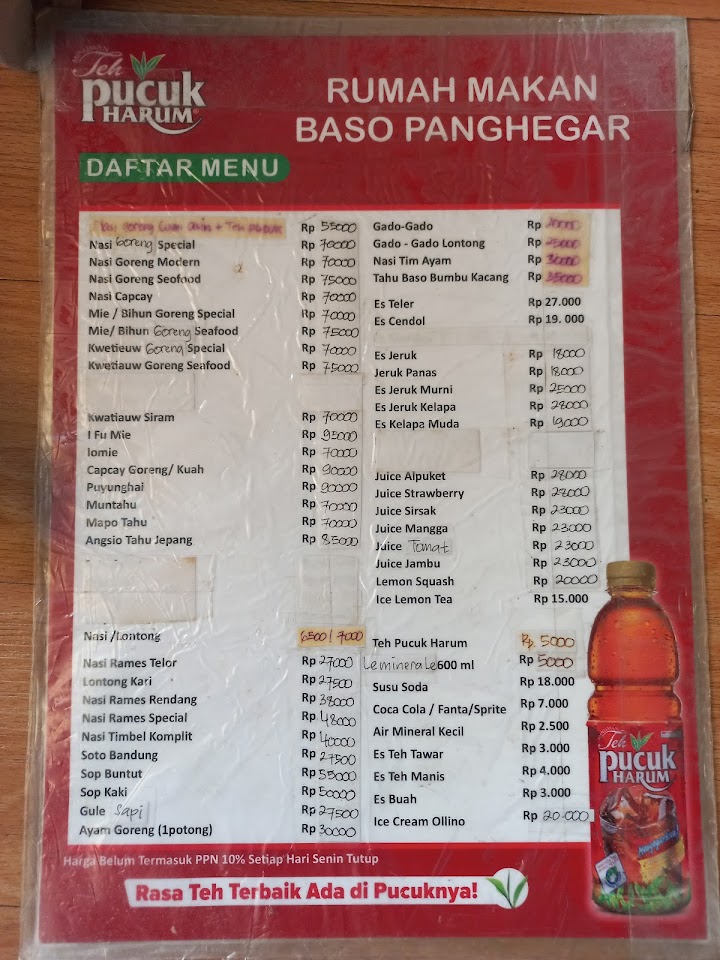 MINUMAN
Teh
pucuk
HARUM
RUMAH MAKAN
BASO PANGHEGAR
DAFTAR MENU
goreng + Teh Rp 55000
Nasi Goreng Special Rp 70000
Nasi Goreng Modern Rp 70000
Nasi Goreng Seofood Rp 75000
Nasi Capcay Rp 70000
Mie / Bihun Goreng Special Rp 70000
Mie/ Bihun Goreng Seafood Rp 75000
Kwetieuw Goreng Special Rp 70000
Kwetiauw Goreng Seafood Rp 75000
Kwatiauw Siram Rp 70000
I Fu Mie Rp 95000
Iomie Rp 70000
Capcay Goreng/ Kuah Rp 90000
Puyunghai Rp 90000
Muntahu Rp 70000
Mapo Tahu Rp 70000
Angsio Tahu Jepang Rp 85000
Nasi /Lontong 6500 / 7000
Nasi Rames Telor Rp 27000
Lontong Kari Rp 27500
Nasi Rames Rendang Rp 38000
Nasi Rames Special Rp 48000
Nasi Timbel Komplit Rp 40000
Soto Bandung Rp 27500
Sop Buntut Rp 55000
Sop Kaki Rp 50000
Gule Sapi Rp 27500
Ayam Goreng (1potong) Rp 30000
Gado-Gado Rp 20000
Gado - Gado Lontong Rp 25000
Nasi Tim Ayam Rp 30000
Tahu Baso Bumbu Kacang Rp 35000
Es Teler Rp 27.000
Es Cendol Rp 19. 000
Es Jeruk Rp 18000
Jeruk Panas Rp 18000
Es Jeruk Murni Rp 25000
Es Jeruk Kelapa Rp 28000
Es Kelapa Muda Rp 19000
Juice Alpuket Rp 28000
Juice Strawberry Rp 28000
Juice Sirsak Rp 23000
Juice Mangga Rp 23000
Juice Tomat Rp 23000
Juice Jambu Rp 23000
Lemon Squash Rp 20000
Ice Lemon Tea Rp 15.000
Teh Pucuk Harum Rp. 5000
Leminerale 600 ml Rp 5000
Susu Soda Rp 18.000
Coca Cola / Fanta/Sprite Rp 7.000
Air Mineral Kecil Rp 2.500
Es Teh Tawar Rp 3.000
Es Teh Manis Rp 4.000
Es Buah Rp 3.000
Ice Cream Ollino Rp 20.000
Teh
pucuk
HARUM
Harga Belum Termasuk PPN 10% Setiap Hari Senin Tutup
Rasa Teh Terbaik Ada di Pucuknya!